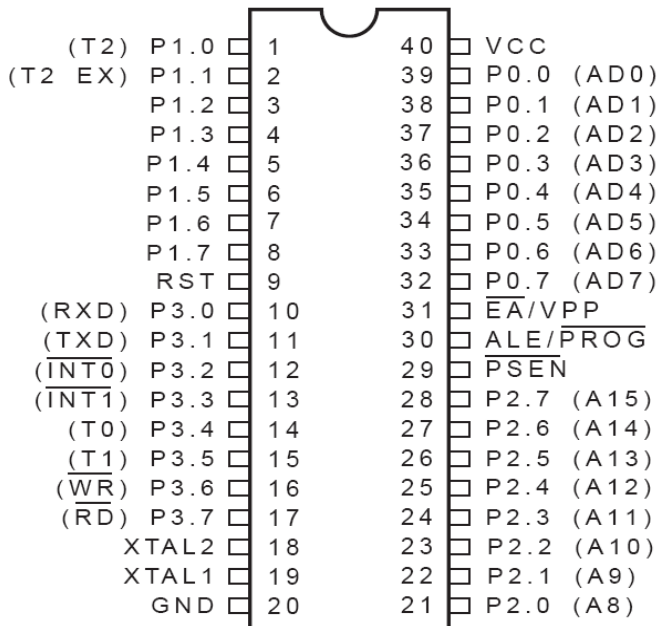 (T2) P1.0 1 40 VCC
(T2 EX) P1.1 2 39 P0.0 (AD0)
P1.2 3 38 P0.1 (AD1)
P1.3 4 37 P0.2 (AD2)
P1.4 5 36 P0.3 (AD3)
P1.5 6 35 P0.4 (AD4)
P1.6 7 34 P0.5 (AD5)
P1.7 8 33 P0.6 (AD6)
RST 9 32 P0.7 (AD7)
(RXD) P3.0 10 31 E̅A̅/VPP
(TXD) P3.1 11 30 ALE/P̅R̅O̅G̅
(I̅N̅T̅0̅) P3.2 12 29 P̅S̅E̅N̅
(I̅N̅T̅1̅) P3.3 13 28 P2.7 (A15)
(T0) P3.4 14 27 P2.6 (A14)
(T1) P3.5 15 26 P2.5 (A13)
(W̅R̅) P3.6 16 25 P2.4 (A12)
(R̅D̅) P3.7 17 24 P2.3 (A11)
XTAL2 18 23 P2.2 (A10)
XTAL1 19 22 P2.1 (A9)
GND 20 21 P2.0 (A8)